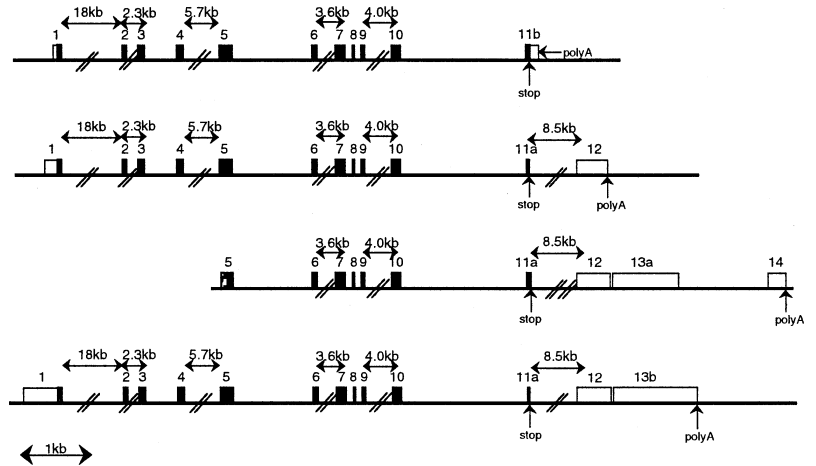 18kb 2.3kb 5.7kb 3.6kb 4.0kb
1 2 3 4 5 6 7 8 9 10 11b
polyA
stop
18kb 2.3kb 5.7kb 3.6kb 4.0kb 8.5kb
1 2 3 4 5 6 7 8 9 10 11a 12
stop polyA
3.6kb 4.0kb 8.5kb
5 6 7 8 9 10 11a 12 13a 14
stop polyA
18kb 2.3kb 5.7kb 3.6kb 4.0kb 8.5kb
1 2 3 4 5 6 7 8 9 10 11a 12 13b
stop polyA
1kb